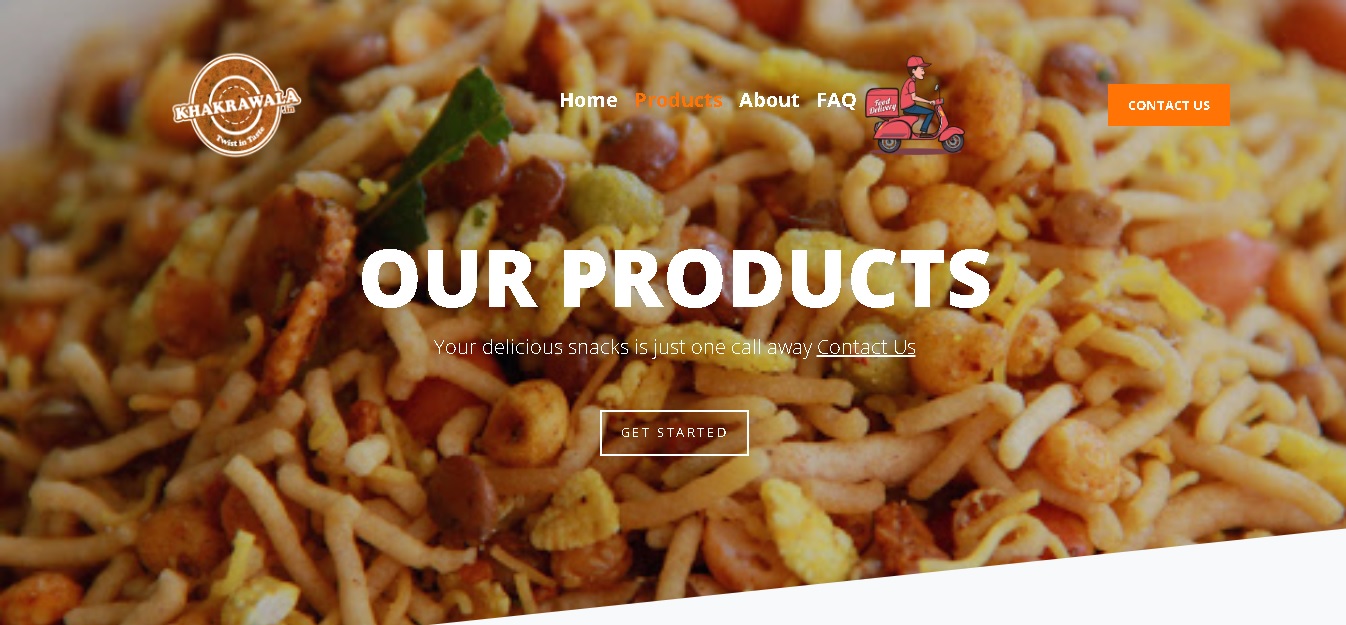 KHAKRAWALA
Twist in Taste
Home Products About FAQ
Food
Delivery
CONTACT US
OUR PRODUCTS
Your delicious snacks is just one call away Contact Us
GET STARTED